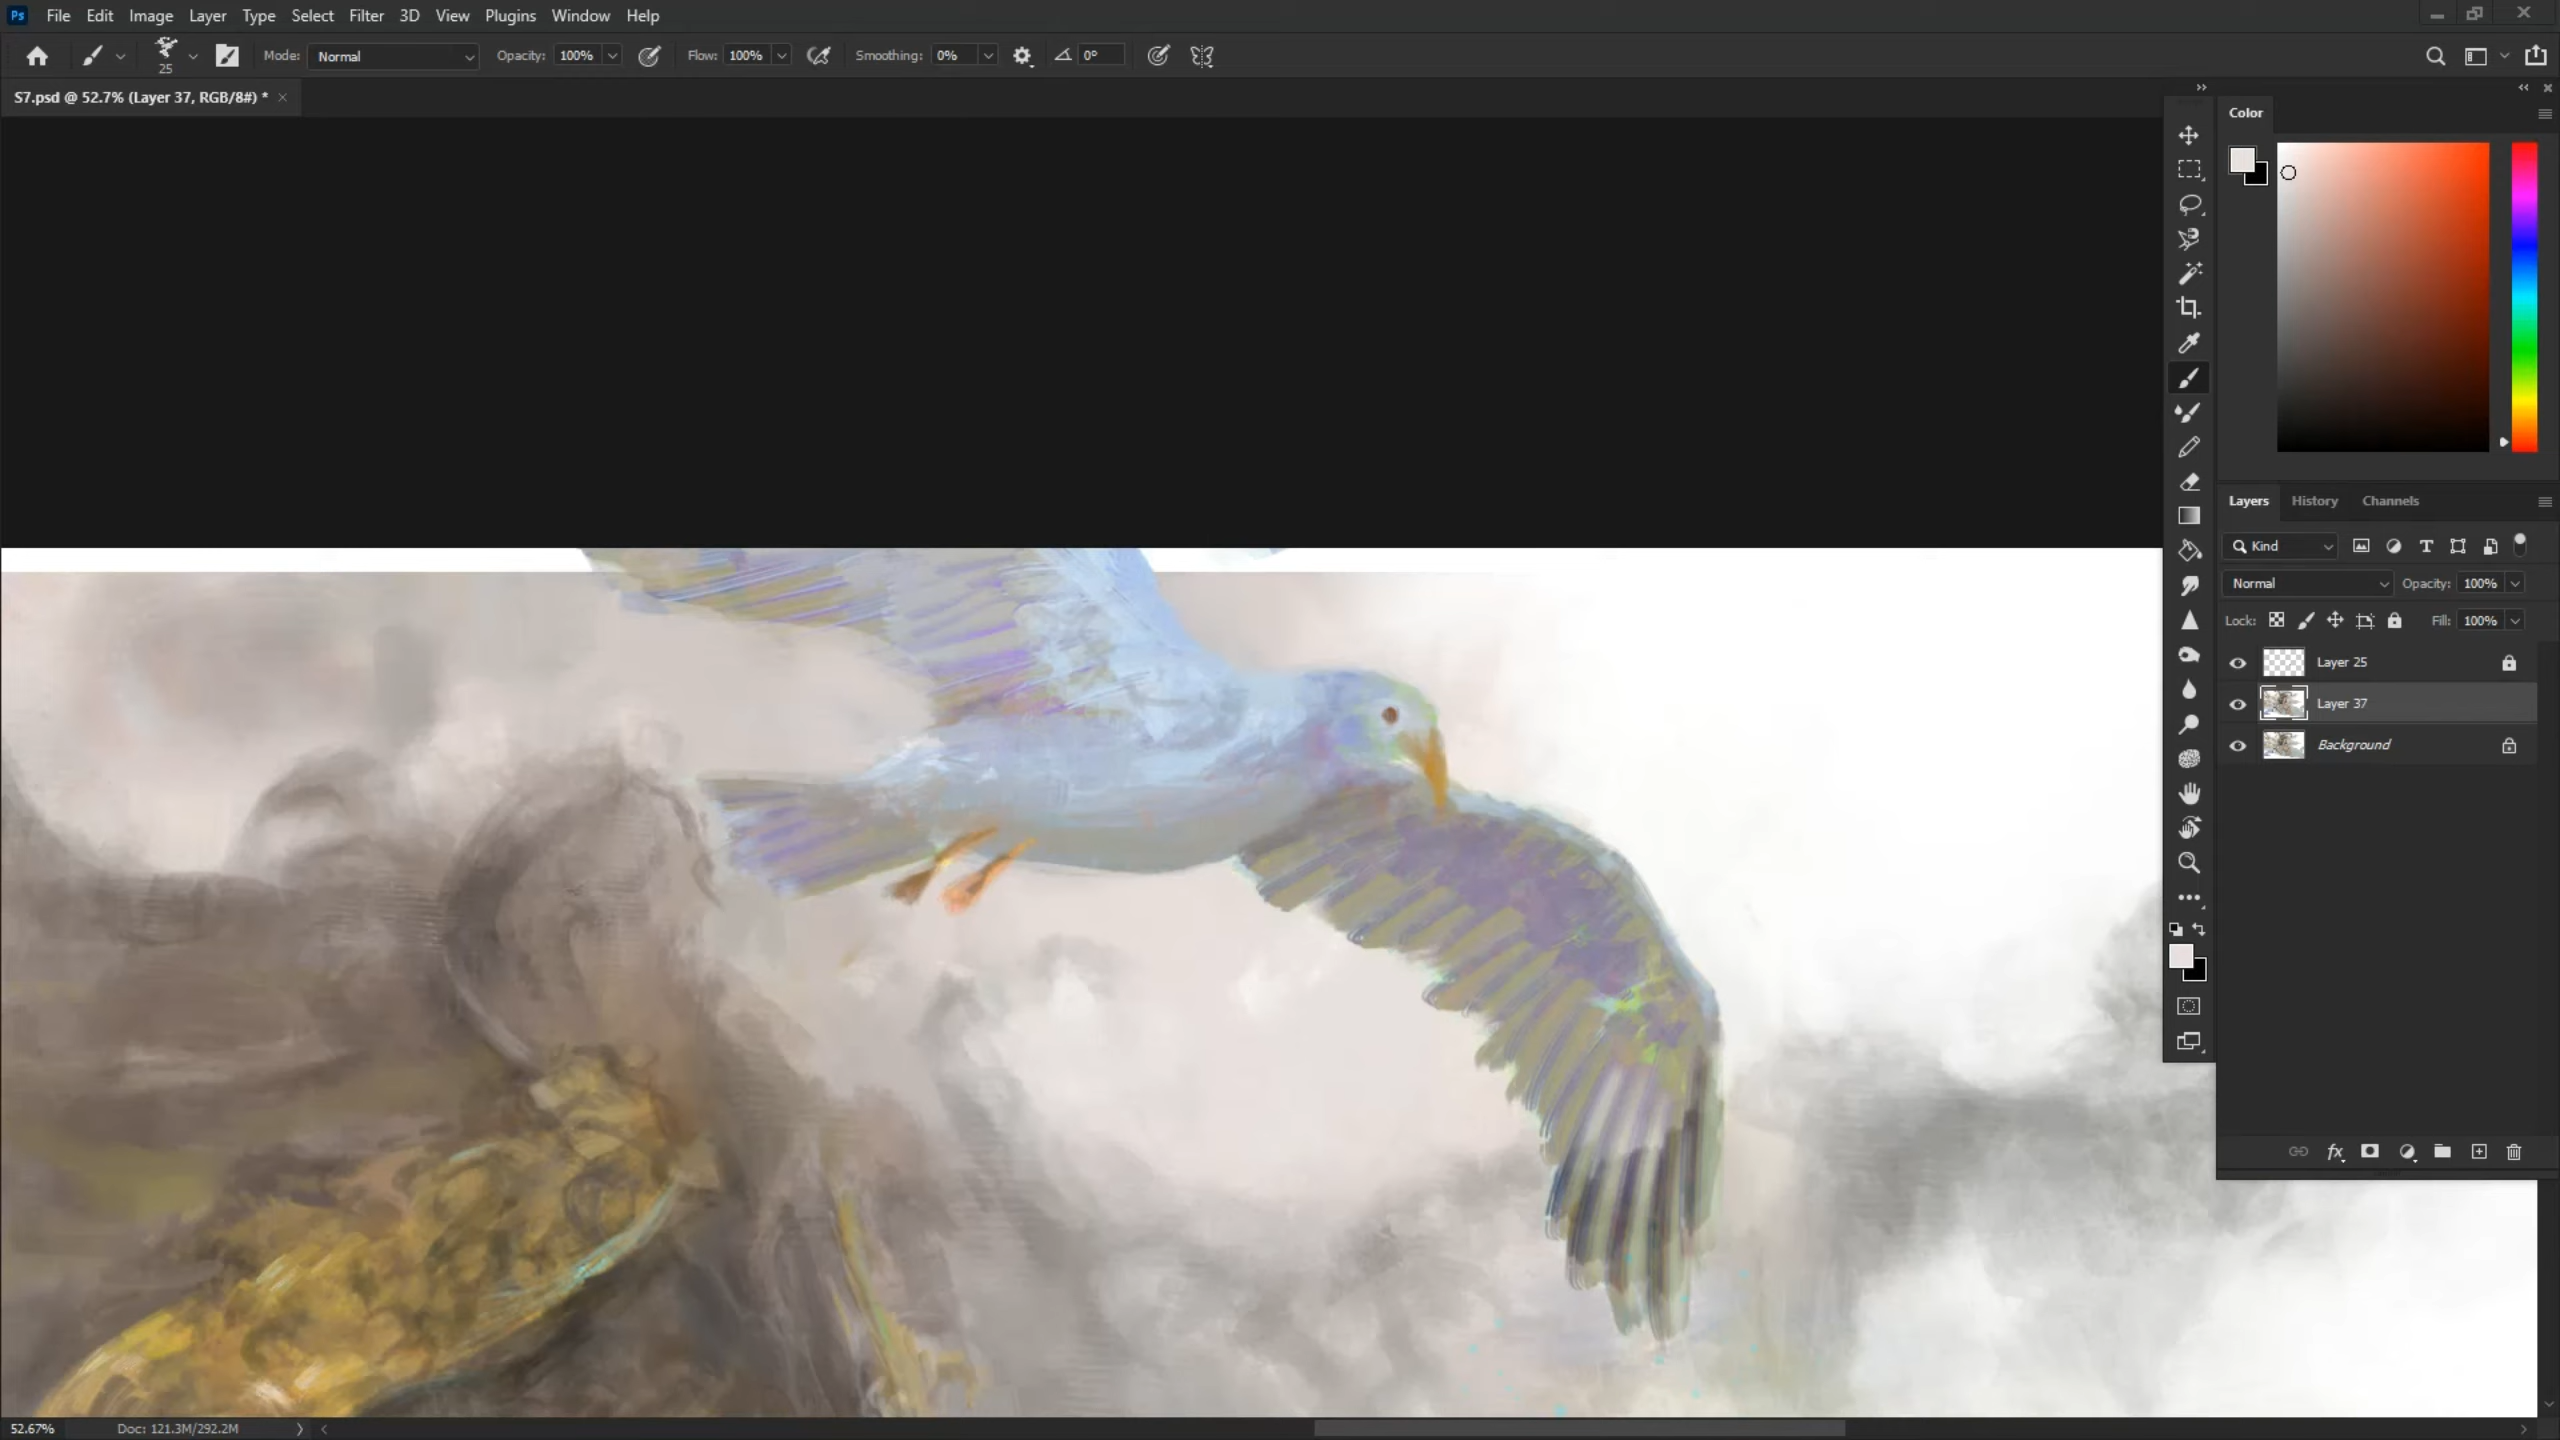 Ps File Edit Image Layer Type Select Filter 3D View Plugins Window Help
25 Mode: Normal Opacity: 100% Flow: 100% Smoothing: 0% 0°
S7.psd @ 52.7% (Layer 37, RGB/8#) *
Color
Layers History Channels
Kind
Normal Opacity: 100%
Lock: Fill: 100%
Layer 25
Layer 37
Background
fx
52.67% Doc: 121.3M/292.2M